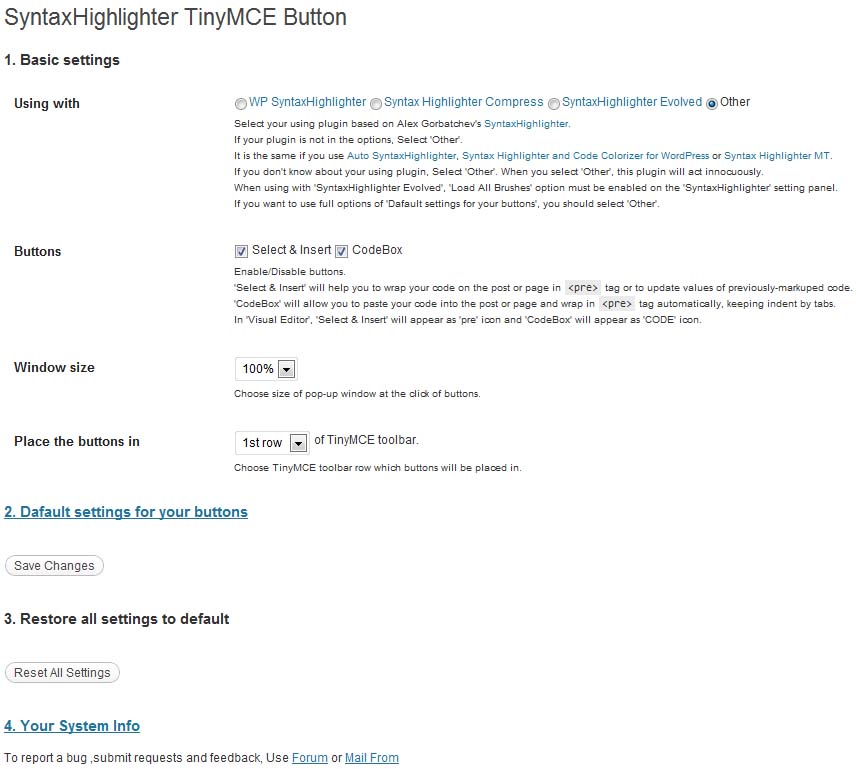 SyntaxHighlighter TinyMCE Button
1. Basic settings
Using with
WP SyntaxHighlighter Syntax Highlighter Compress SyntaxHighlighter Evolved Other
Select your using plugin based on Alex Gorbatchev's SyntaxHighlighter.
If your plugin is not in the options, Select 'Other'.
It is the same if you use Auto SyntaxHighlighter, Syntax Highlighter and Code Colorizer for WordPress or Syntax Highlighter MT.
If you don't know about your using plugin, Select 'Other'. When you select 'Other', this plugin will act innocuously.
When using with 'SyntaxHighlighter Evolved', 'Load All Brushes' option must be enabled on the 'SyntaxHighlighter' setting panel.
If you want to use full options of 'Dafault settings for your buttons', you should select 'Other'.
Buttons
Select & Insert CodeBox
Enable/Disable buttons.
'Select & Insert' will help you to wrap your code on the post or page in <pre> tag or to update values of previously-markuped code.
'CodeBox' will allow you to paste your code into the post or page and wrap in <pre> tag automatically, keeping indent by tabs.
In 'Visual Editor', 'Select & Insert' will appear as 'pre' icon and 'CodeBox' will appear as 'CODE' icon.
Window size
100%
Choose size of pop-up window at the click of buttons.
Place the buttons in
1st row of TinyMCE toolbar.
Choose TinyMCE toolbar row which buttons will be placed in.
2. Dafault settings for your buttons
Save Changes
3. Restore all settings to default
Reset All Settings
4. Your System Info
To report a bug ,submit requests and feedback, Use Forum or Mail From